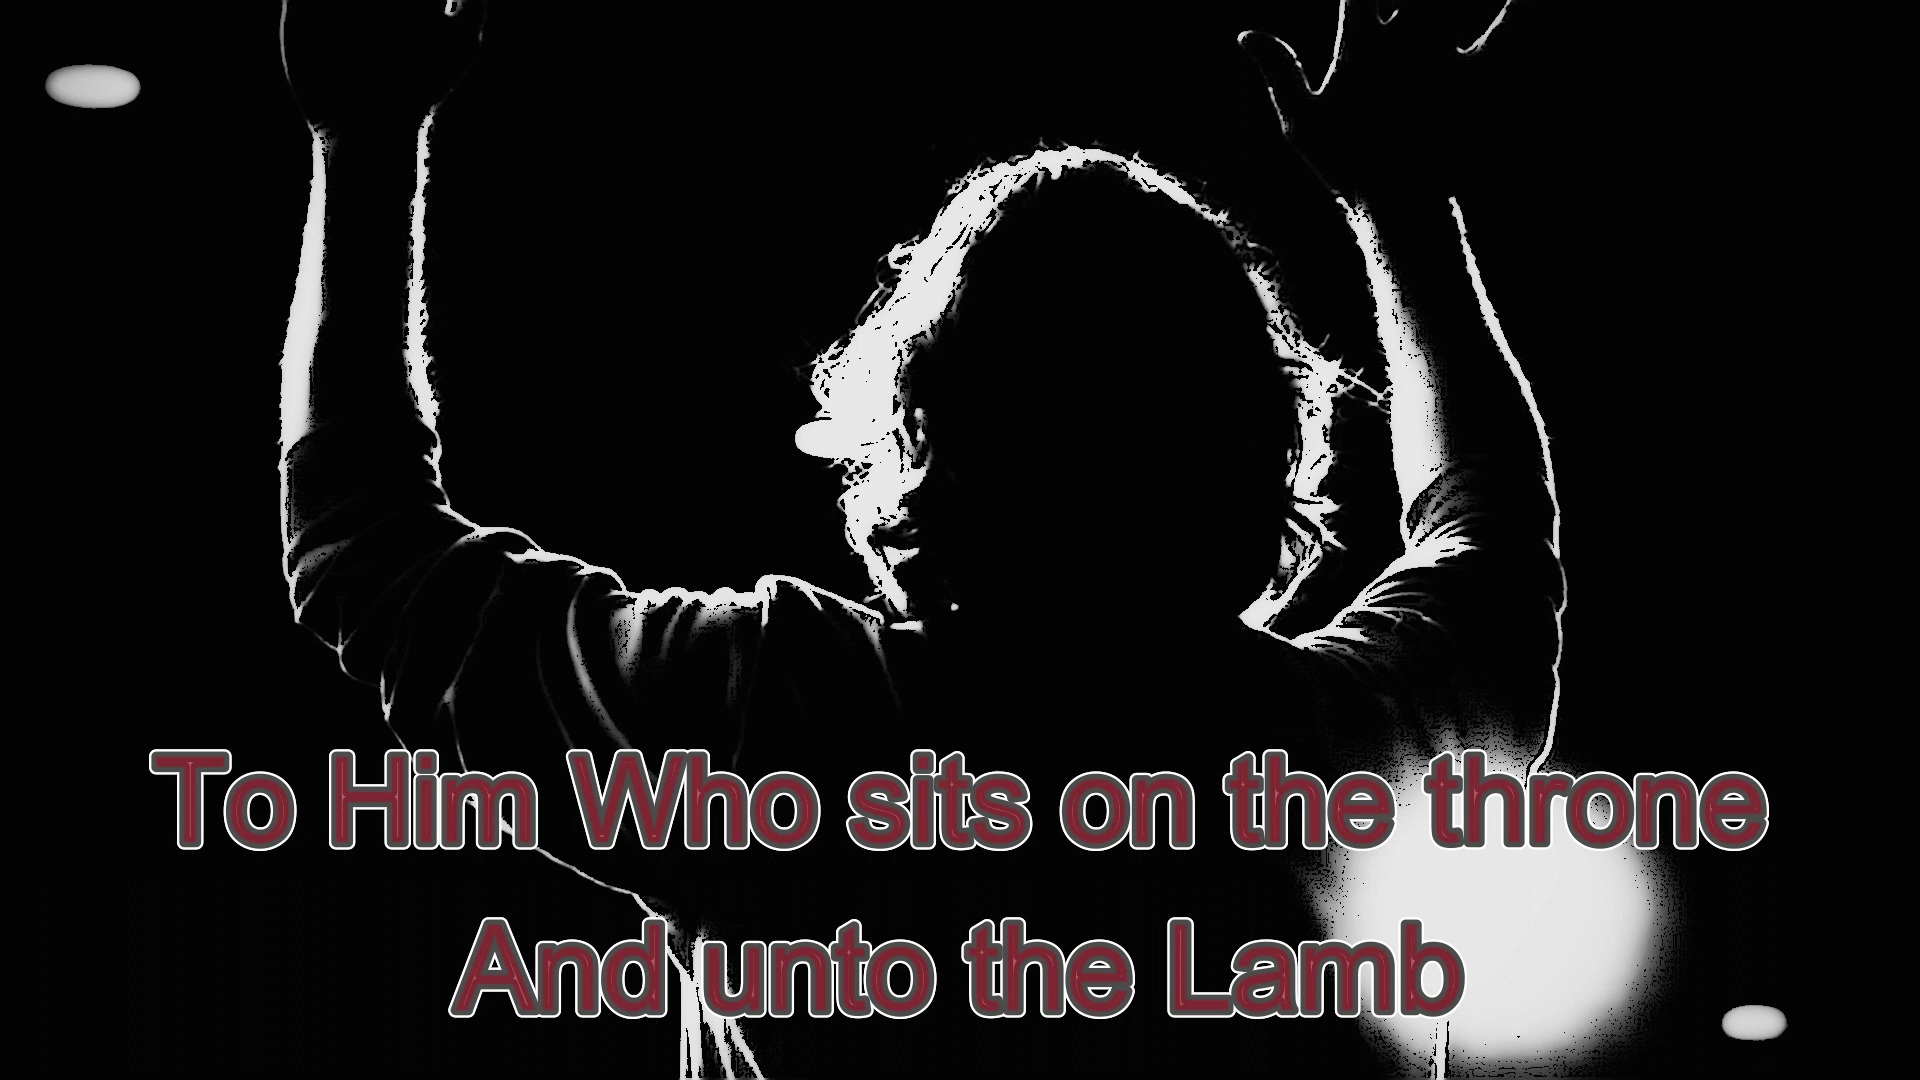 To Him Who sits on the throne
And unto the Lamb